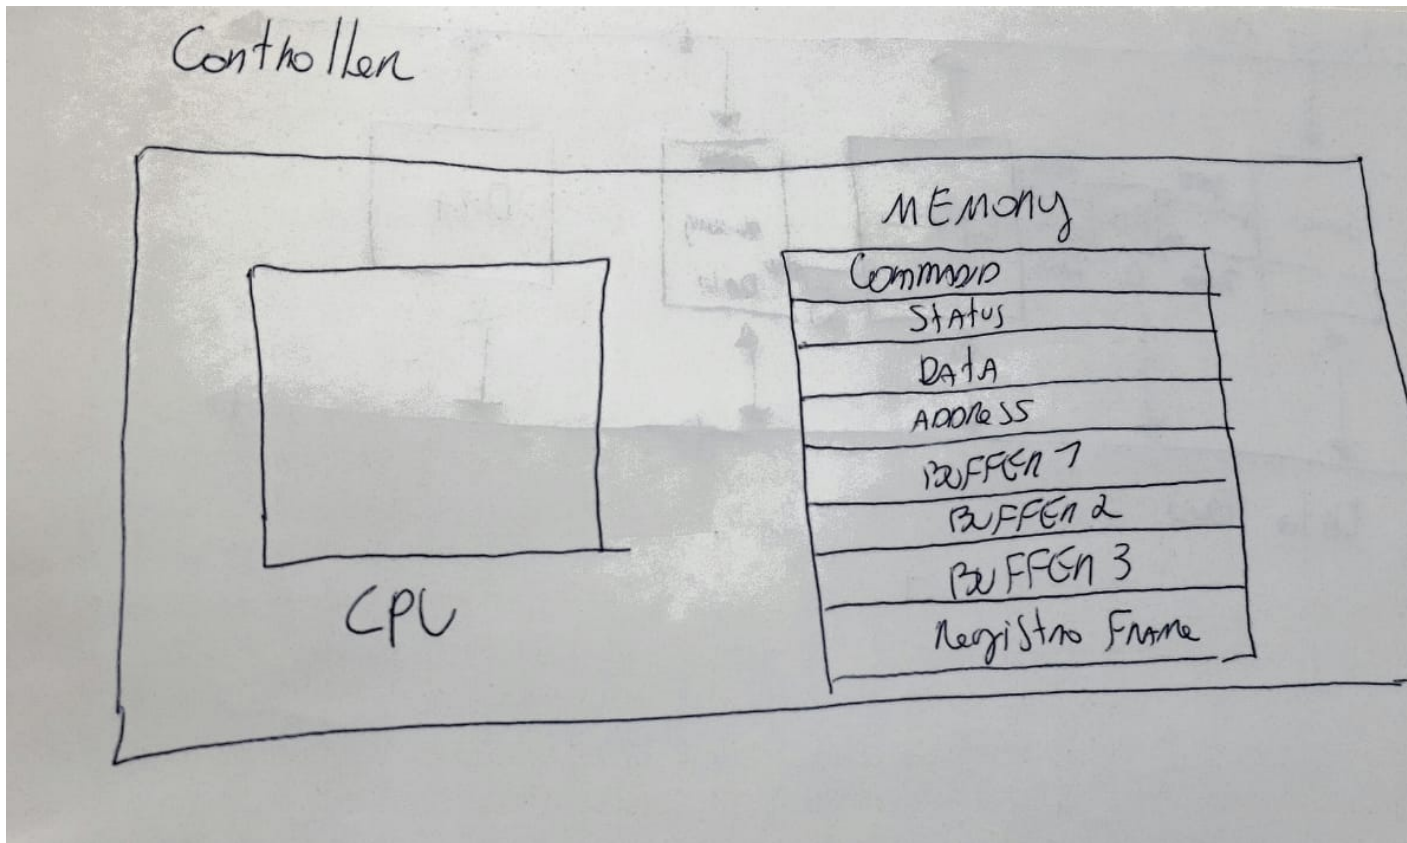 Controller
MEMORY
COMMAND
STATUS
DATA
ADDRESS
BUFFER 1
BUFFER 2
BUFFER 3
Registro Frame
CPU